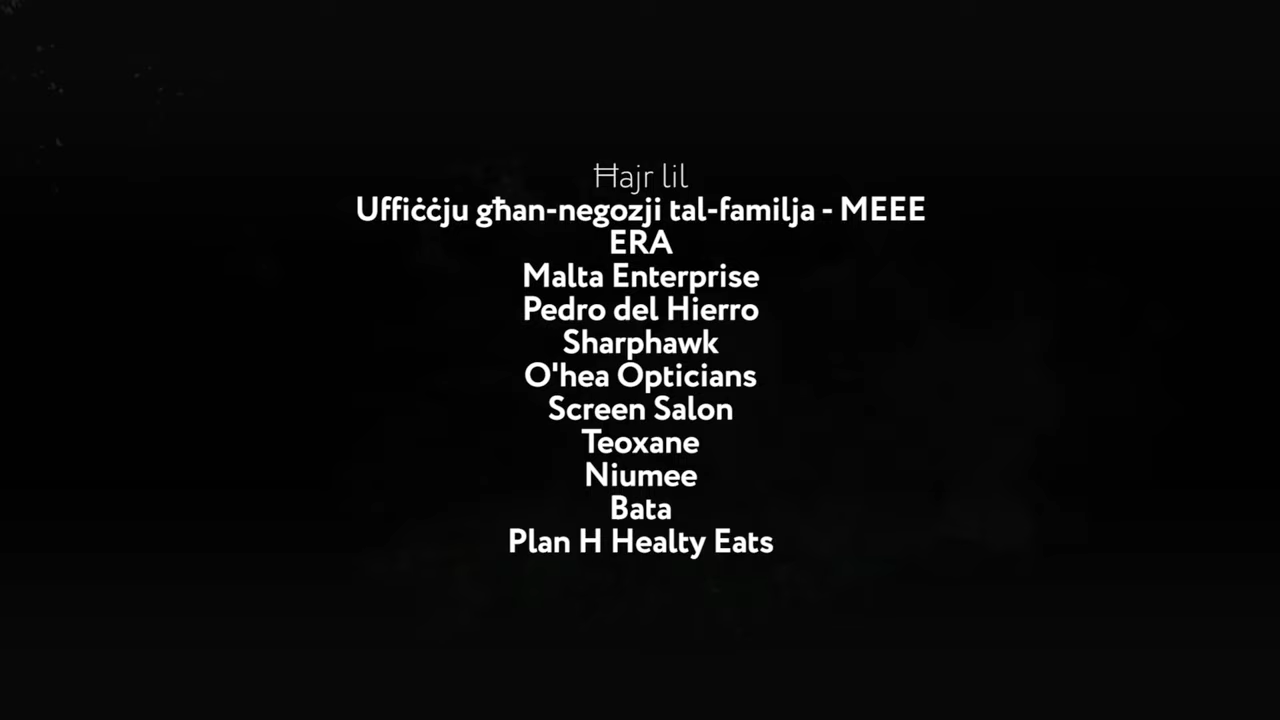 Ħajr lil
Uffiċċju għan-negozji tal-familja - MEEE
ERA
Malta Enterprise
Pedro del Hierro
Sharphawk
O'hea Opticians
Screen Salon
Teoxane
Niumee
Bata
Plan H Healty Eats